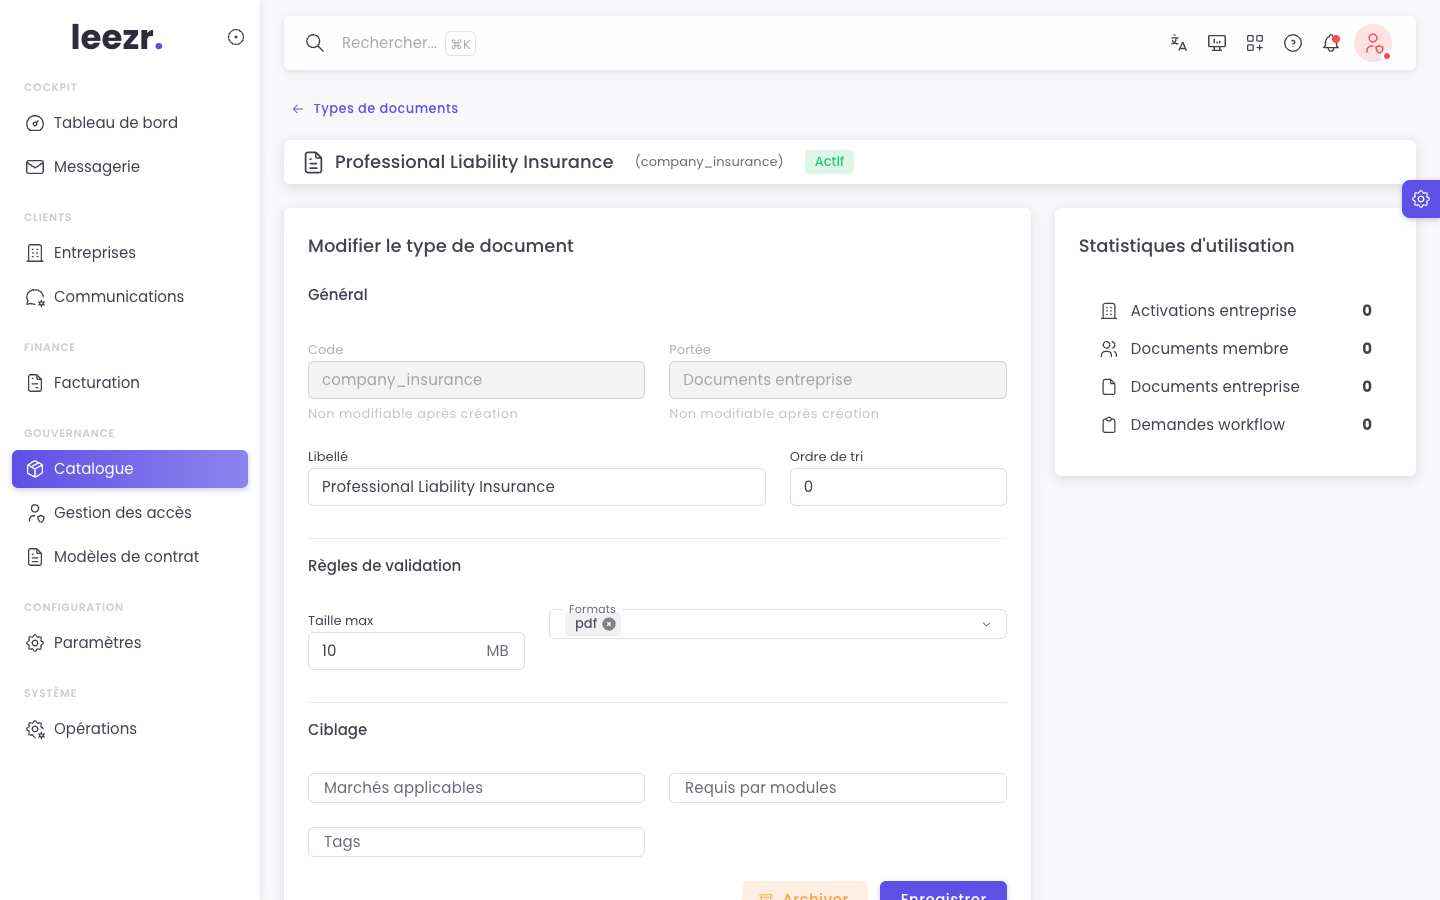 leezr.
COCKPIT
Tableau de bord
Messagerie
CLIENTS
Entreprises
Communications
FINANCE
Facturation
GOUVERNANCE
Catalogue
Gestion des accès
Modèles de contrat
CONFIGURATION
Paramètres
SYSTÈME
Opérations
Rechercher... ⌘K
Types de documents
Professional Liability Insurance (company_insurance) Actif
Modifier le type de document
Général
Code
company_insurance
Non modifiable après création
Portée
Documents entreprise
Non modifiable après création
Libellé
Professional Liability Insurance
Ordre de tri
0
Règles de validation
Taille max
10 MB
Formats
pdf
Ciblage
Marchés applicables
Requis par modules
Tags
Archiver
Enregistrer
Statistiques d'utilisation
Activations entreprise 0
Documents membre 0
Documents entreprise 0
Demandes workflow 0